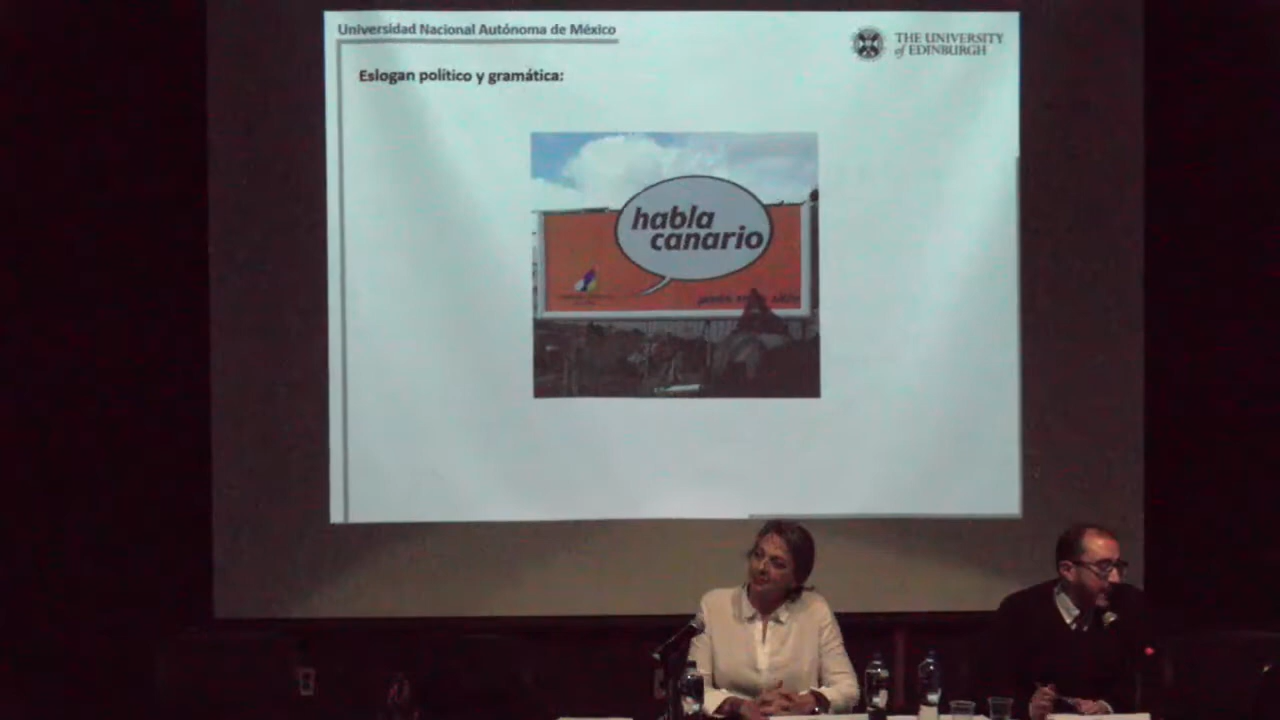 Universidad Nacional Autónoma de México
THE UNIVERSITY
of EDINBURGH
Eslogan político y gramática:
habla
canario